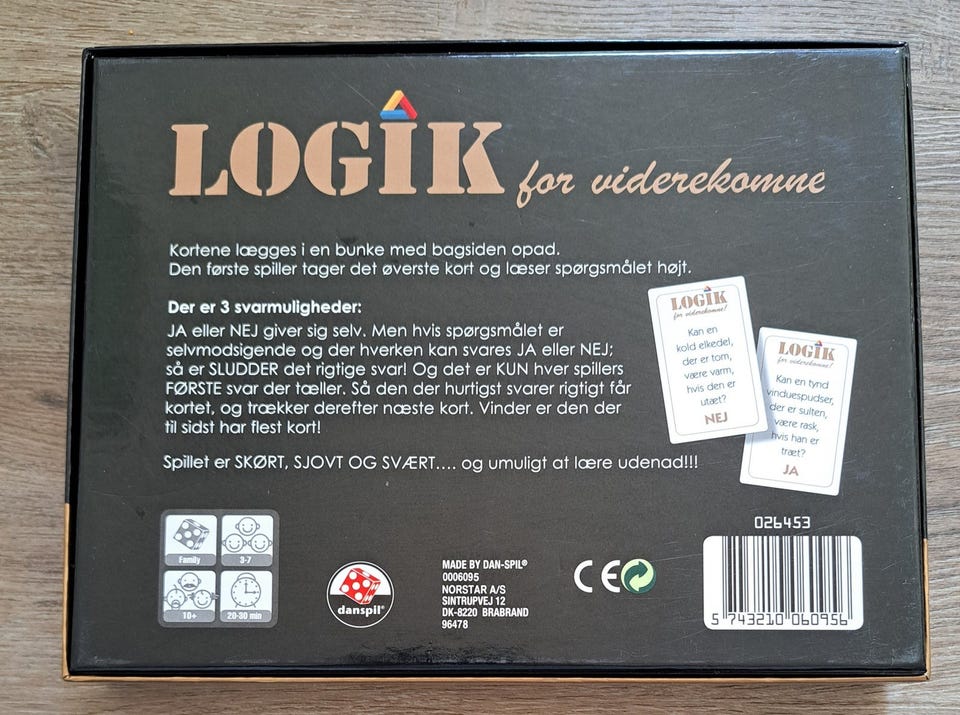 LOGIK for viderekomne
Kortene lægges i en bunke med bagsiden opad.
Den første spiller tager det øverste kort og læser spørgsmålet højt.
Der er 3 svarmuligheder:
JA eller NEJ giver sig selv. Men hvis spørgsmålet er
selvmodsigende og der hverken kan svares JA eller NEJ;
så er SLUDDER det rigtige svar! Og det er KUN hver spillers
FØRSTE svar der tæller. Så den der hurtigst svarer rigtigt får
kortet, og trækker derefter næste kort. Vinder er den der
til sidst har flest kort!
Spillet er SKØRT, SJOVT OG SVÆRT.... og umuligt at lære udenad!!!
LOGIK
for viderekomne!
Kan en
kold elkedel,
der er tom,
være varm,
hvis den er
utæt?
NEJ
LOGIK
for viderekomne!
Kan en tynd
vinduespudser,
der er sulten,
være rask,
hvis han er
træt?
JA
Family
3-7
10+
20-30 min
danspil®
MADE BY DAN-SPIL®
0006095
NORSTAR A/S
SINTRUPVEJ 12
DK-8220 BRABRAND
96478
CE
026453
5 743210 060956